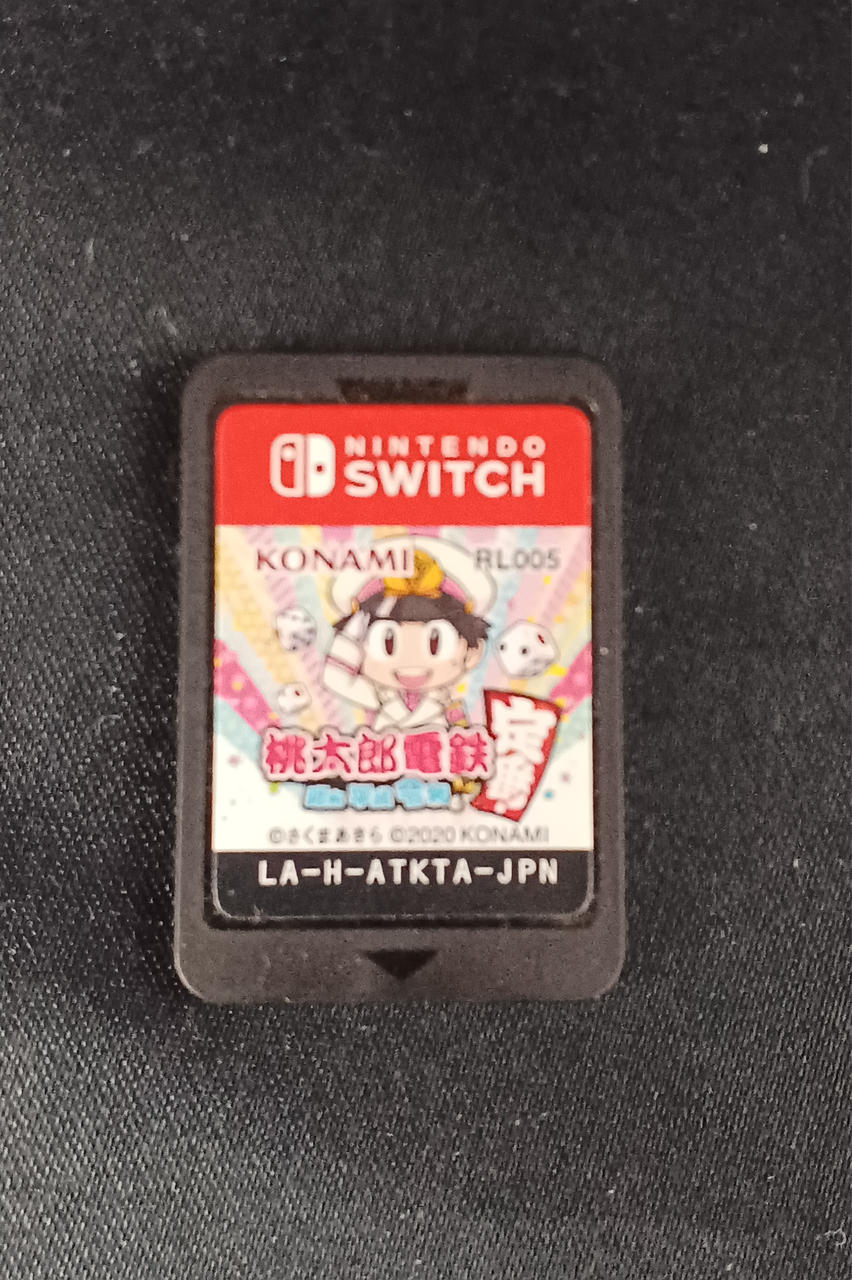 NINTENDO
SWITCH
KONAMI RL005
桃太郎電鉄
定番
©さくまあきら ©2020 KONAMI
LA-H-ATKTA-JPN